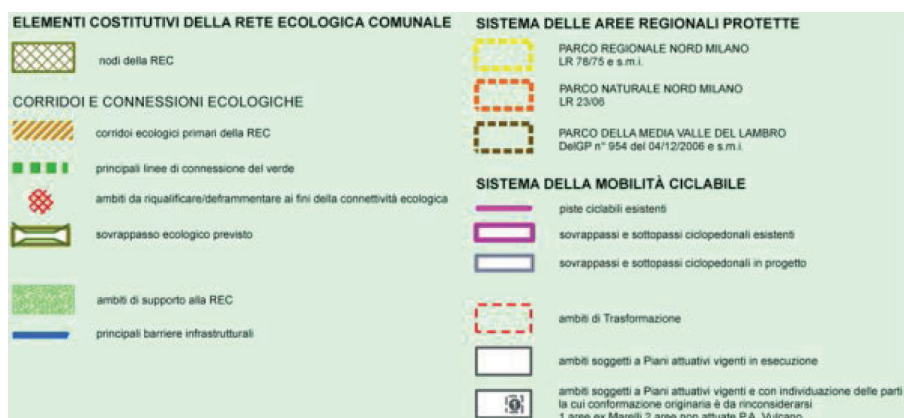 ELEMENTI COSTITUTIVI DELLA RETE ECOLOGICA COMUNALE
nodi della REC
CORRIDOI E CONNESSIONI ECOLOGICHE
corridoi ecologici primari della REC
principali linee di connessione del verde
ambiti da riqualificare/deframmentare ai fini della connettività ecologica
sovrappasso ecologico previsto
ambiti di supporto alla REC
principali barriere infrastrutturali
SISTEMA DELLE AREE REGIONALI PROTETTE
PARCO REGIONALE NORD MILANO
LR 78/75 e s.m.i.
PARCO NATURALE NORD MILANO
LR 23/06
PARCO DELLA MEDIA VALLE DEL LAMBRO
DelGP n° 954 del 04/12/2006 e s.m.i.
SISTEMA DELLA MOBILITÀ CICLABILE
piste ciclabili esistenti
sovrappassi e sottopassi ciclopedonali esistenti
sovrappassi e sottopassi ciclopedonali in progetto
ambiti di Trasformazione
ambiti soggetti a Piani attuativi vigenti in esecuzione
ambiti soggetti a Piani attuativi vigenti e con individuazione delle parti
la cui conformazione originaria è da rinconsiderarsi
1 aree ex Marelli 2 aree non attuate P.A. Vulcano